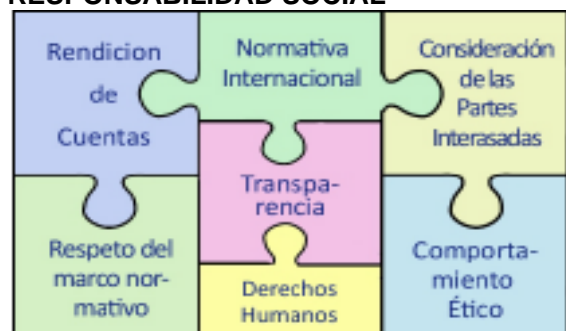 RESPONSABILIDAD SOCIAL
Rendicion
de
Cuentas
Normativa
Internacional
Consideración
de las
Partes
Interasadas
Transpa-
rencia
Respeto del
marco nor-
mativo
Derechos
Humanos
Comporta-
miento
Ético